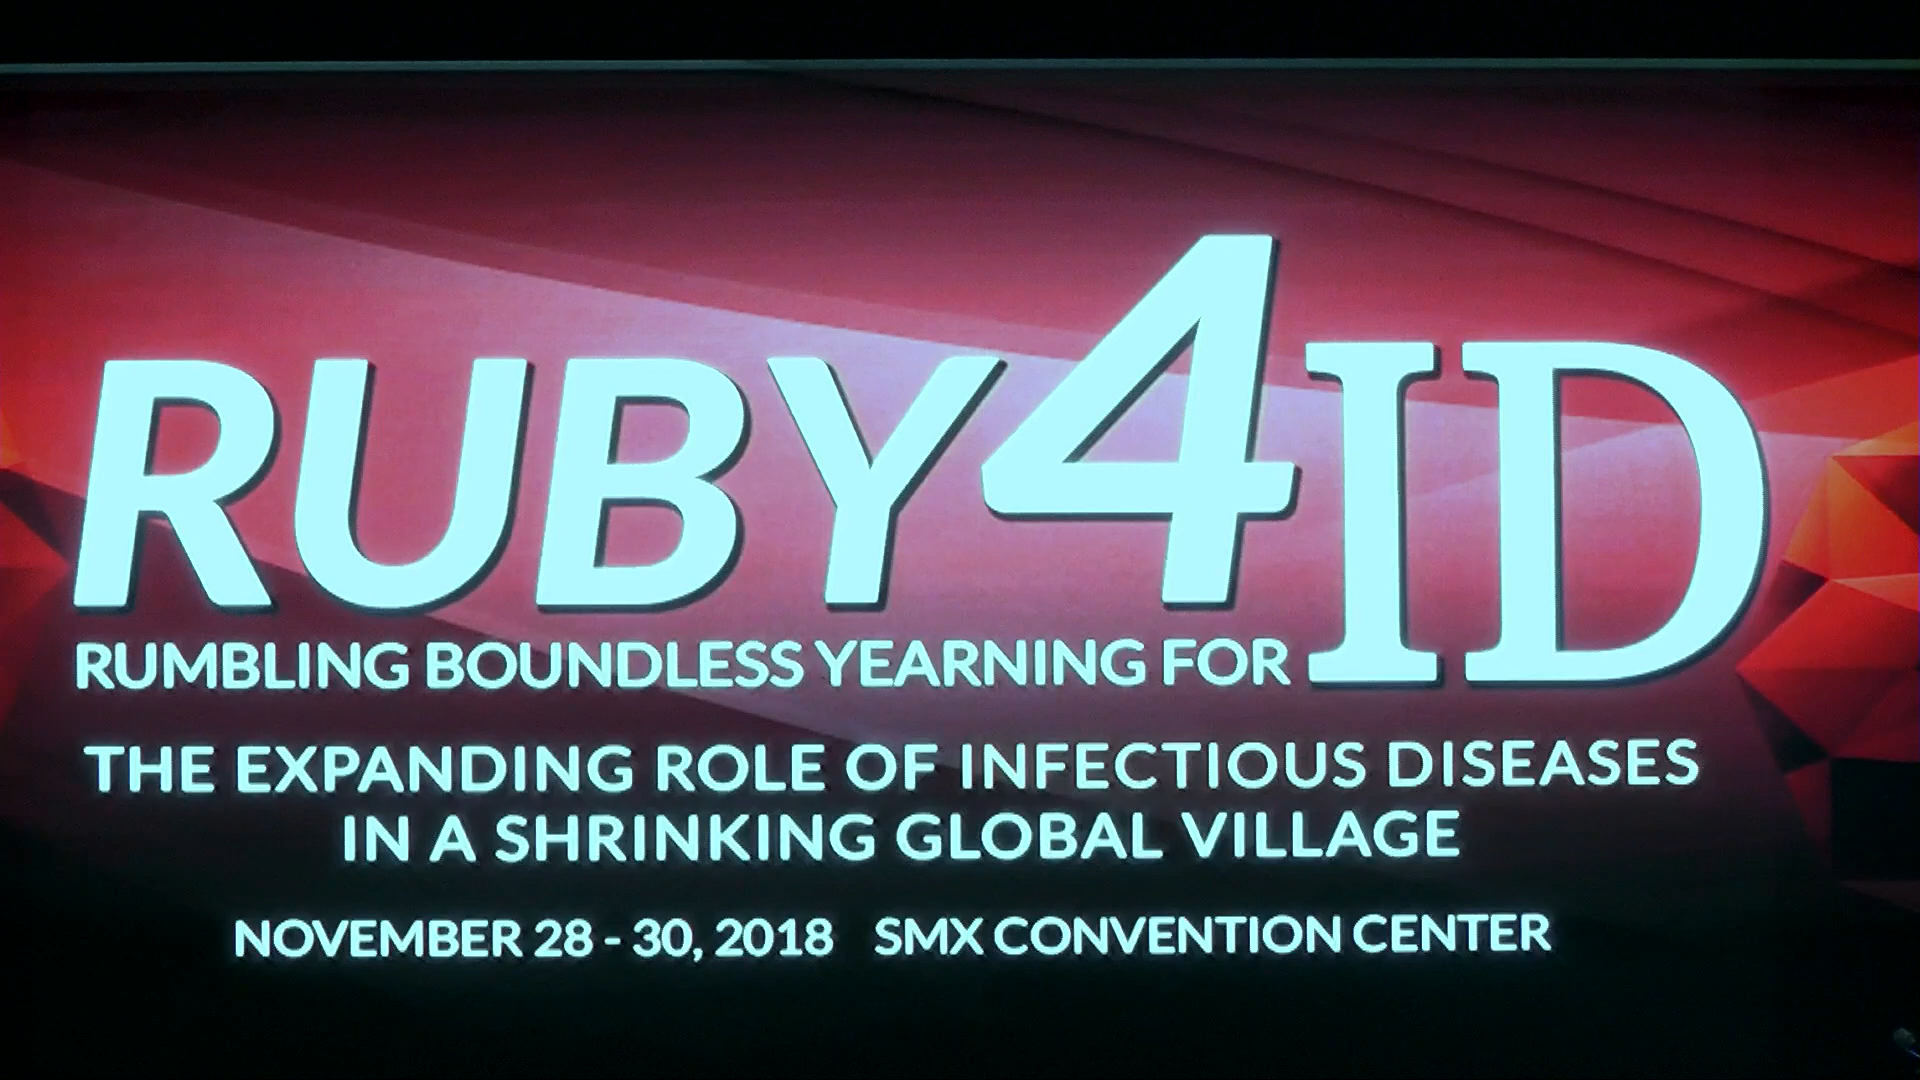 RUBY4ID
RUMBLING BOUNDLESS YEARNING FOR
THE EXPANDING ROLE OF INFECTIOUS DISEASES
IN A SHRINKING GLOBAL VILLAGE
NOVEMBER 28 - 30, 2018 SMX CONVENTION CENTER